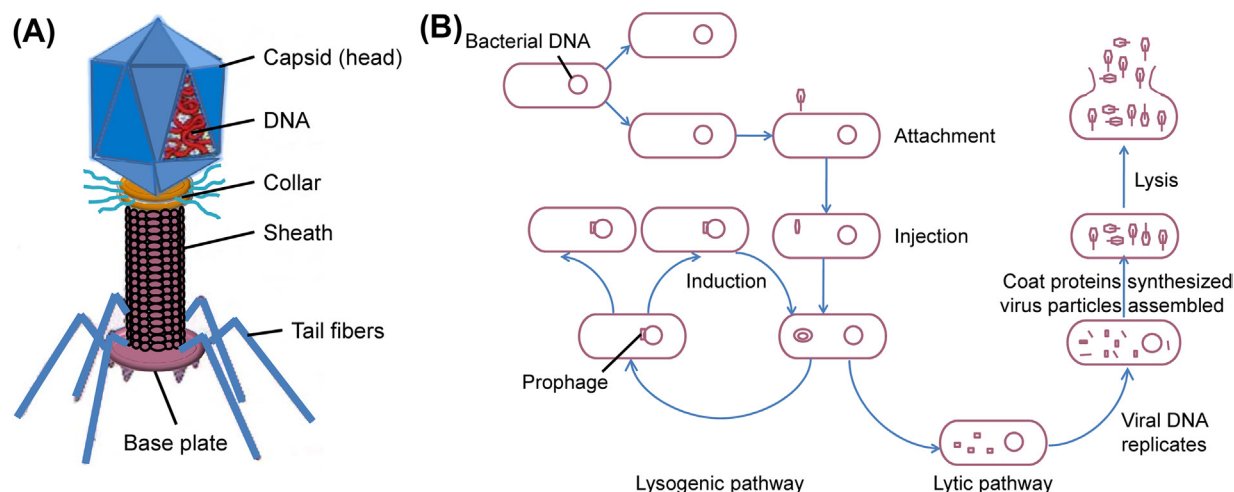 (A)
Capsid (head)
DNA
Collar
Sheath
Tail fibers
Base plate
(B)
Bacterial DNA
Attachment
Injection
Induction
Prophage
Lysogenic pathway
Lytic pathway
Viral DNA
replicates
Coat proteins synthesized
virus particles assembled
Lysis